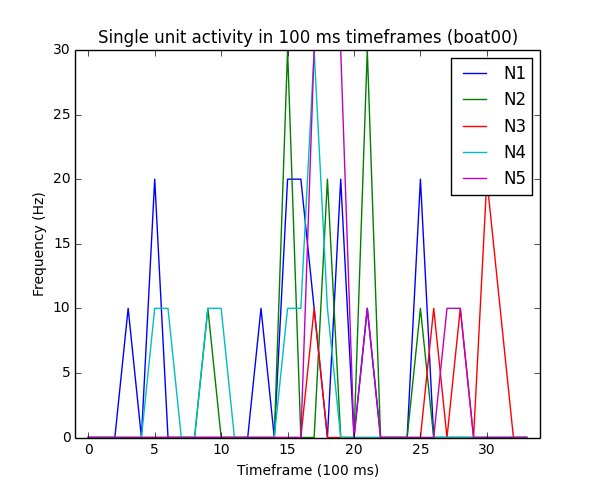 Single unit activity in 100 ms timeframes (boat00)
30
25
20
15
10
5
0
Frequency (Hz)
N1
N2
N3
N4
N5
0 5 10 15 20 25 30
Timeframe (100 ms)